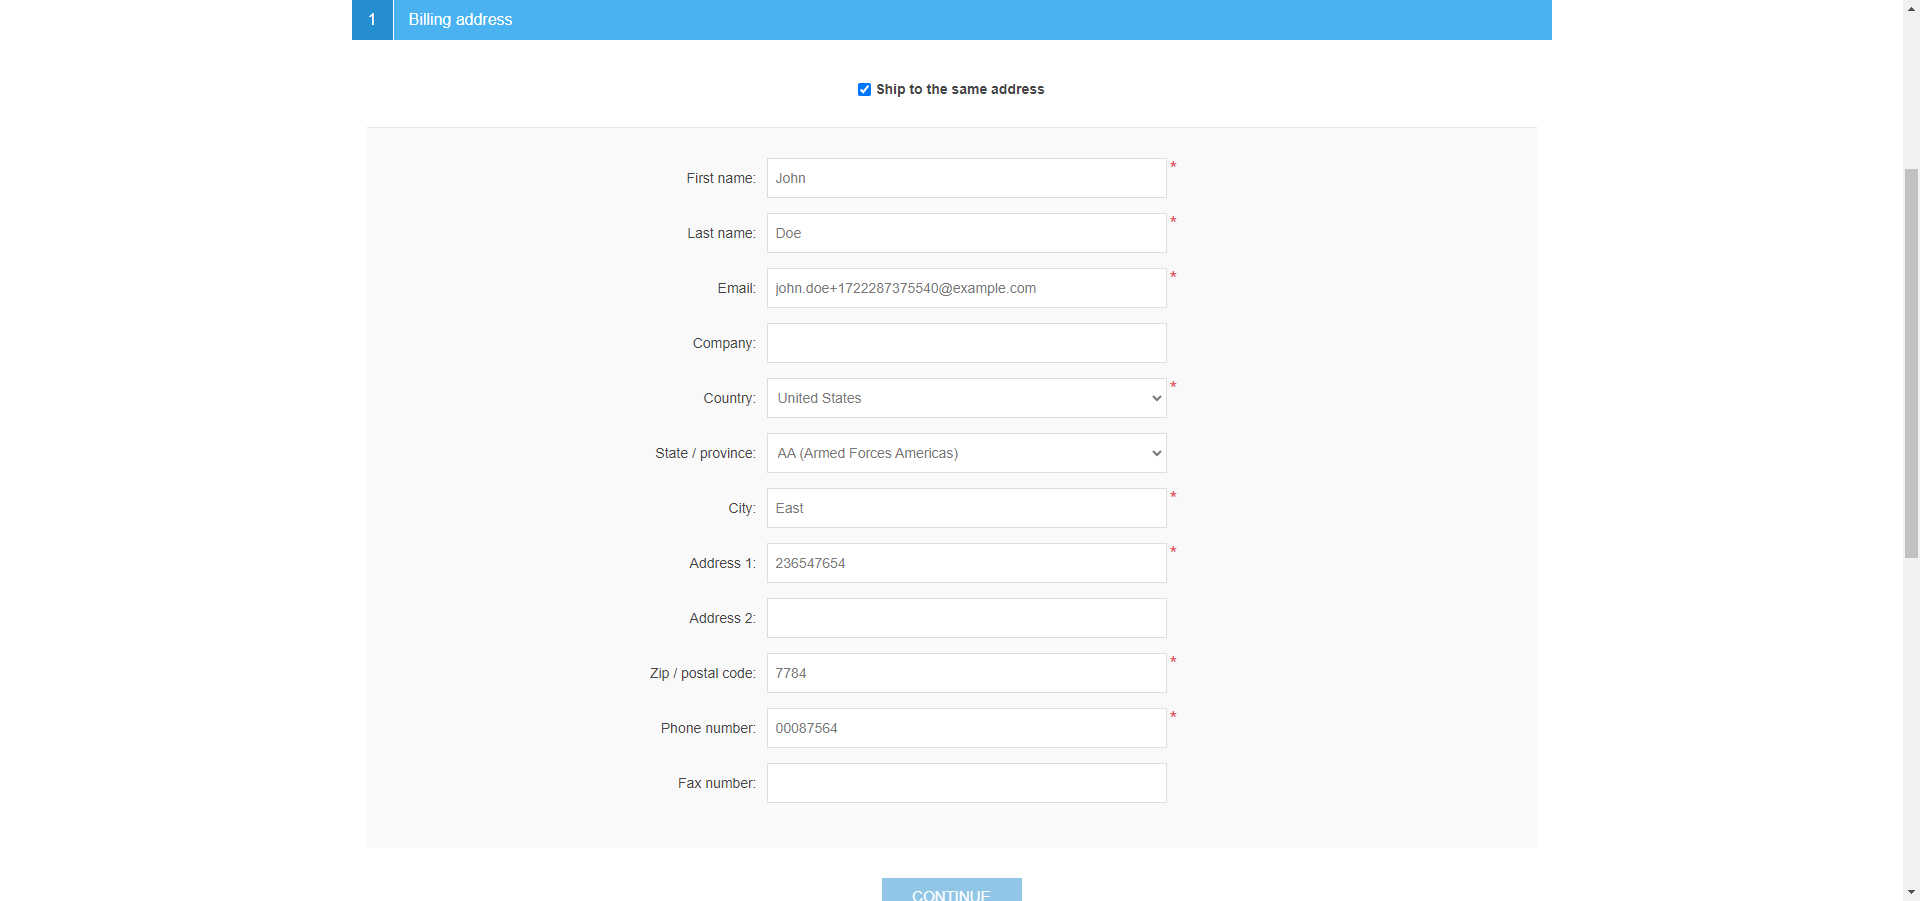 1 Billing address
Ship to the same address
First name: John *
Last name: Doe *
Email: john.doe+1722287375540@example.com *
Company:
Country: United States *
State / province: AA (Armed Forces Americas)
City: East *
Address 1: 236547654 *
Address 2:
Zip / postal code: 7784 *
Phone number: 00087564 *
Fax number:
CONTINUE